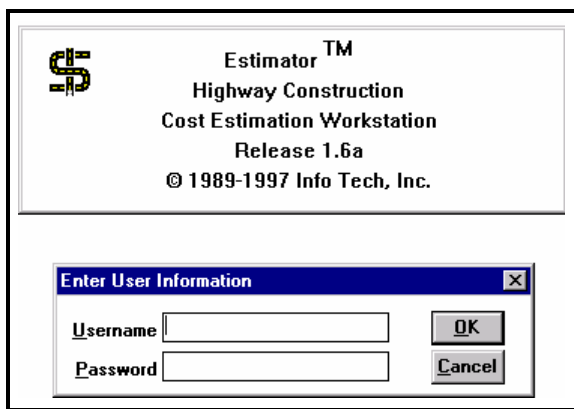 Estimator TM
Highway Construction
Cost Estimation Workstation
Release 1.6a
© 1989-1997 Info Tech, Inc.
Enter User Information
Username
OK
Password
Cancel